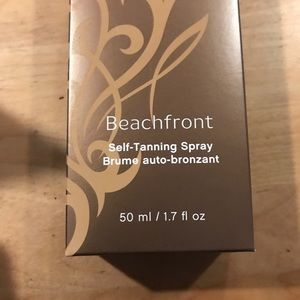 Beachfront
Self-Tanning Spray
Brume auto-bronzant
50 ml / 1.7 fl oz